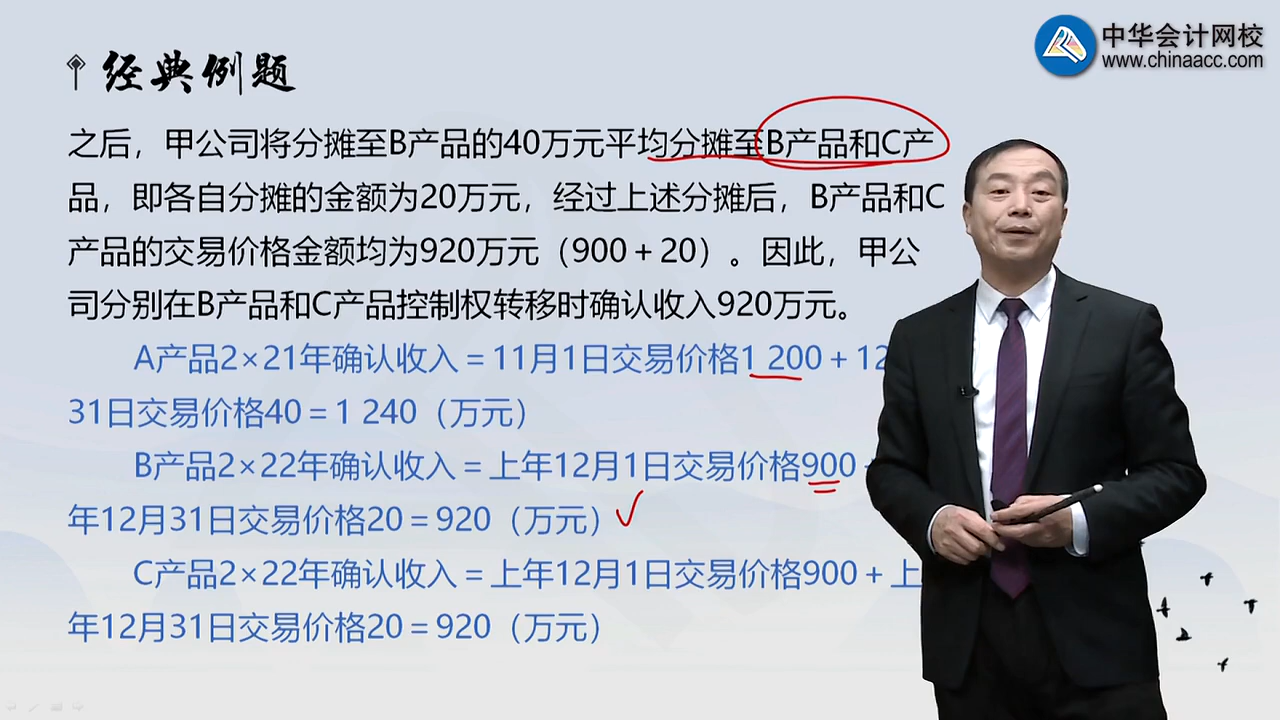 中华会计网校
www.chinaacc.com
经典例题
之后，甲公司将分摊至B产品的40万元平均分摊至B产品和C产
品，即各自分摊的金额为20万元，经过上述分摊后，B产品和C
产品的交易价格金额均为920万元（900＋20）。因此，甲公
司分别在B产品和C产品控制权转移时确认收入920万元。
A产品2×21年确认收入＝11月1日交易价格1 200＋12
31日交易价格40＝1 240（万元）
B产品2×22年确认收入＝上年12月1日交易价格900
年12月31日交易价格20＝920（万元）
C产品2×22年确认收入＝上年12月1日交易价格900＋上
年12月31日交易价格20＝920（万元）